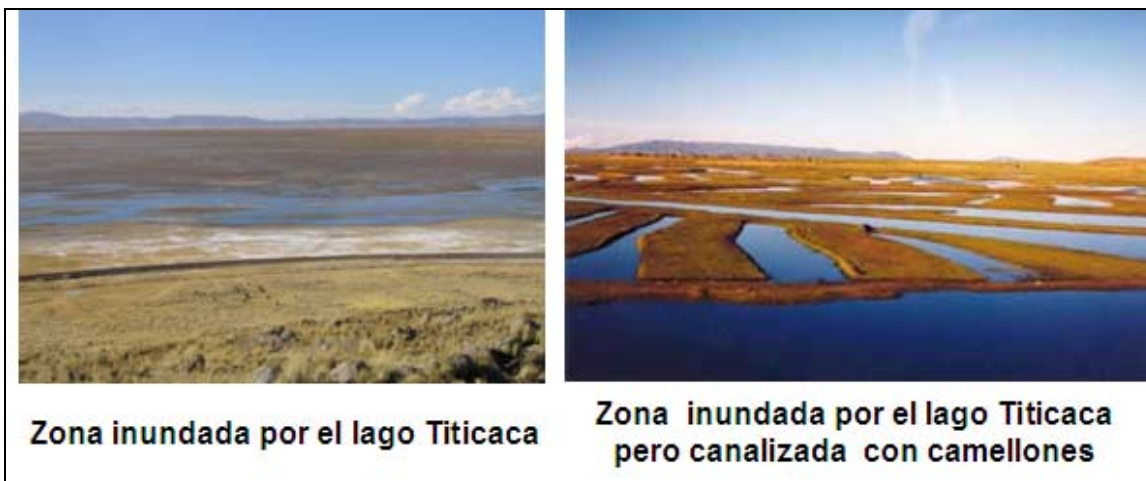 Zona inundada por el lago Titicaca
Zona inundada por el lago Titicaca
pero canalizada con camellones